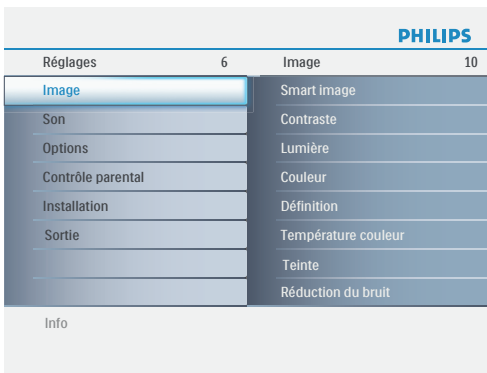 PHILIPS
Réglages 6 Image 10
Image Smart image
Son Contraste
Options Lumière
Contrôle parental Couleur
Installation Définition
Sortie Température couleur
Teinte
Réduction du bruit
Info